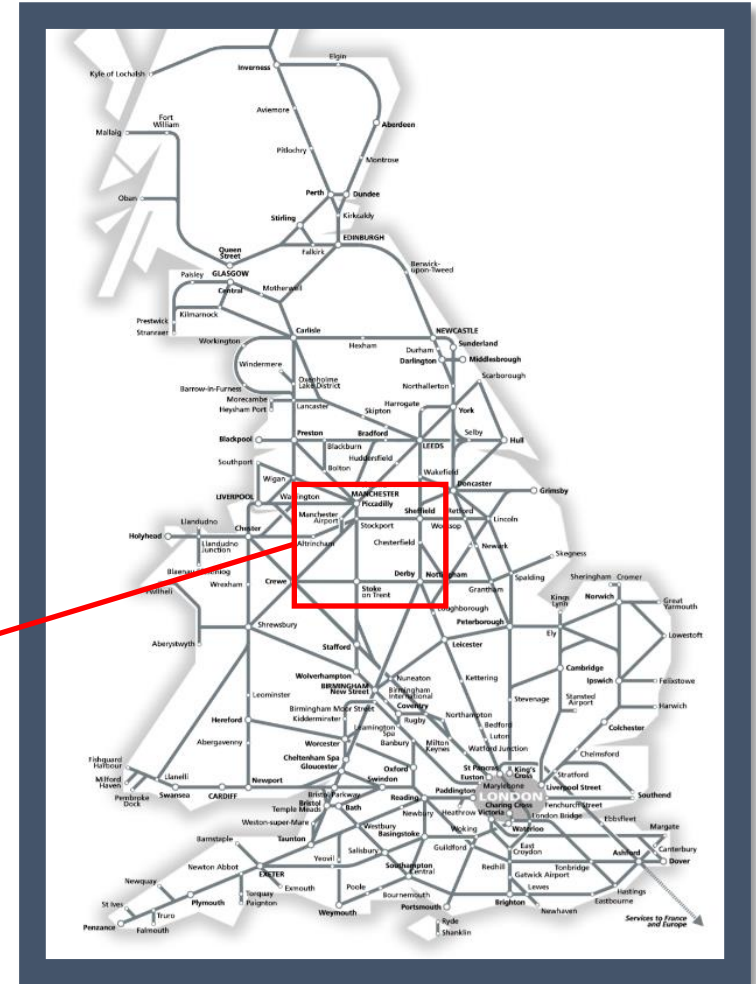 Elgin
Inverness
Kyle of Lochalsh
Aviemore
Fort
William
Mallaig
Aberdeen
Pitlochry
Montrose
Perth
Dundee
Oban
Stirling
Kirkcaldy
EDINBURGH
Queen
Street
Falkirk
Berwick-
upon-Tweed
Paisley
GLASGOW
Central
Motherwell
Prestwick
Kilmarnock
Stranraer
Carlisle
NEWCASTLE
Workington
Hexham
Sunderland
Durham
Darlington
Middlesbrough
Windermere
Scarborough
Oxenholme
Lake District
Barrow-in-Furness
Northallerton
Morecambe
Lancaster
Harrogate
Heysham Port
Skipton
York
Blackpool
Preston
Bradford
Selby
Hull
Blackburn
LEEDS
Huddersfield
Southport
Bolton
Wakefield
Wigan
Doncaster
MANCHESTER
Piccadilly
Grimsby
LIVERPOOL
Warrington
Manchester
Airport
Sheffield
Retford
Lincoln
Llandudno
Stockport
Worksop
Holyhead
Chester
Llandudno
Junction
Altrincham
Chesterfield
Newark
Skegness
Blaenau Ffestiniog
Pwllheli
Wrexham
Crewe
Stoke
on Trent
Derby
Nottingham
Spalding
Sheringham
Cromer
Grantham
Kings
Lynn
Norwich
Great
Yarmouth
Loughborough
Shrewsbury
Peterborough
Ely
Lowestoft
Aberystwyth
Stafford
Leicester
Wolverhampton
Nuneaton
Cambridge
BIRMINGHAM
New Street
Birmingham
International
Kettering
Ipswich
Felixstowe
Leominster
Birmingham Moor Street
Coventry
Stevenage
Stansted
Airport
Harwich
Kidderminster
Rugby
Northampton
Hereford
Leamington
Spa
Bedford
Colchester
Worcester
Banbury
Milton
Keynes
Luton
Abergavenny
Watford Junction
Chelmsford
Cheltenham Spa
Gloucester
Oxford
St Pancras
King's
Cross
Fishguard
Harbour
Euston
Stratford
Milford
Haven
Llanelli
Newport
Swindon
Marylebone
Liverpool Street
Pembroke
Dock
Swansea
CARDIFF
Bristol Parkway
Paddington
LONDON
Southend
Reading
Bristol
Temple Meads
Bath
Charing Cross
Fenchurch Street
Newbury
Heathrow
Victoria
London Bridge
Ebbsfleet
Weston-super-Mare
Westbury
Waterloo
Margate
Barnstaple
Taunton
Basingstoke
Woking
East
Croydon
Canterbury
Yeovil
Salisbury
Guildford
Newton Abbot
Southampton
Central
Redhill
Tonbridge
Ashford
Dover
EXETER
Gatwick Airport
Newquay
Exmouth
Poole
Lewes
St Ives
Plymouth
Torquay
Paignton
Bournemouth
Hastings
Truro
Weymouth
Portsmouth
Brighton
Eastbourne
Newhaven
Penzance
Falmouth
Ryde
Shanklin
Services to France
and Europe